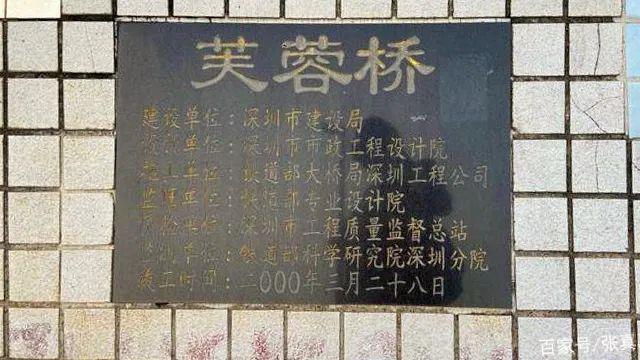 芙蓉桥
建设单位：深圳市建设局
设计单位：深圳市市政工程设计院
施工单位：铁道部大桥局深圳工程公司
监理单位：铁道部专业设计院
质检单位：深圳市工程质量监督总站
检测单位：铁道部科学研究院深圳分院
竣工时间：二000年三月二十八日
百家号/张真